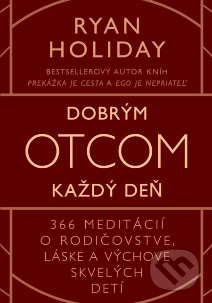 RYAN
HOLIDAY
BESTSELLEROVÝ AUTOR KNÍH
PREKÁŽKA JE CESTA A EGO JE NEPRIATEĽ
DOBRÝM
OTCOM
KAŽDÝ DEŇ
366 MEDITÁCIÍ
O RODIČOVSTVE,
LÁSKE A VÝCHOVE
SKVELÝCH
DETÍ
Martinus